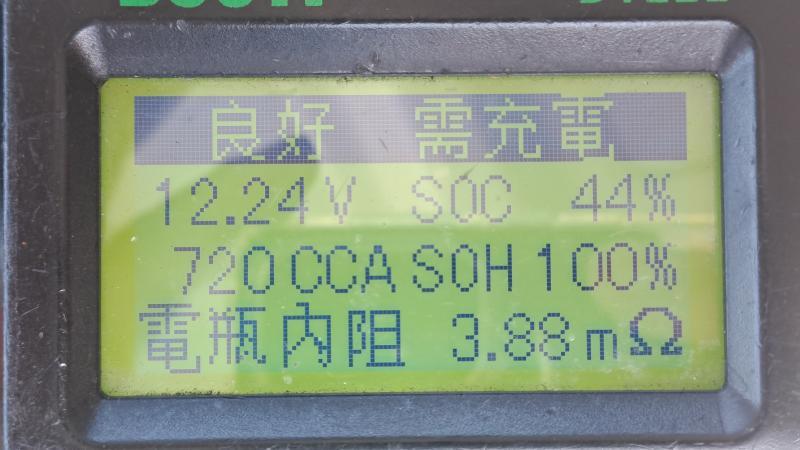 良好 需充電
12.24V SOC 44%
720CCA SOH 100%
電瓶內阻 3.88mΩ